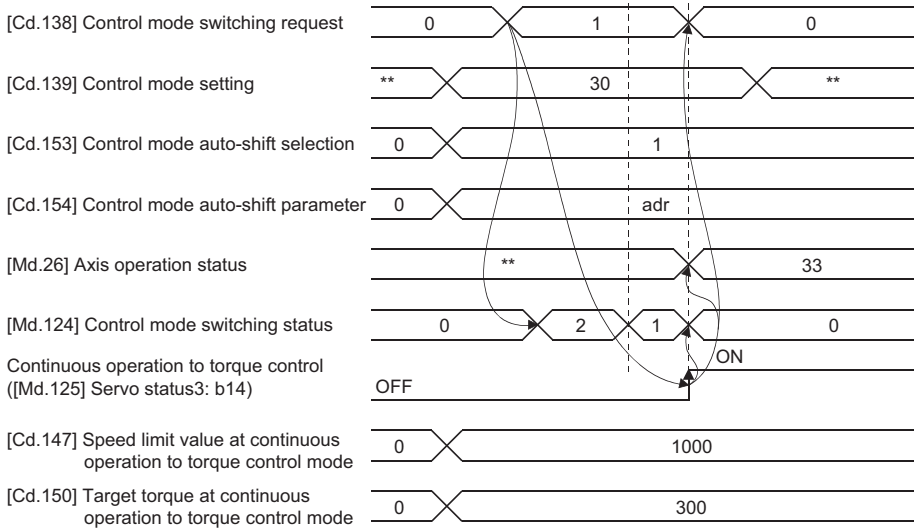 [Cd.138] Control mode switching request 0 1 0
[Cd.139] Control mode setting ** 30 **
[Cd.153] Control mode auto-shift selection 0 1
[Cd.154] Control mode auto-shift parameter 0 adr
[Md.26] Axis operation status ** 33
[Md.124] Control mode switching status 0 2 1 0
Continuous operation to torque control
([Md.125] Servo status3: b14) OFF ON
[Cd.147] Speed limit value at continuous
operation to torque control mode 0 1000
[Cd.150] Target torque at continuous
operation to torque control mode 0 300